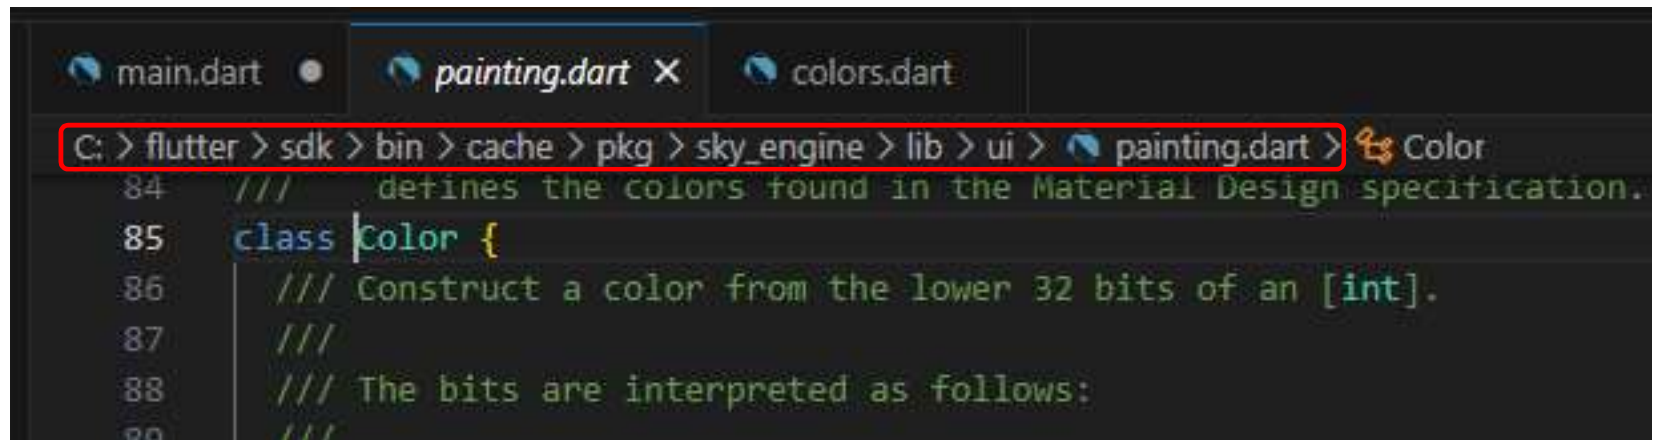 main.dart painting.dart colors.dart
C: > flutter > sdk > bin > cache > pkg > sky_engine > lib > ui > painting.dart > Color
84 /// defines the colors found in the Material Design specification.
85 class Color {
86 /// Construct a color from the lower 32 bits of an [int].
87 ///
88 /// The bits are interpreted as follows:
89 ///